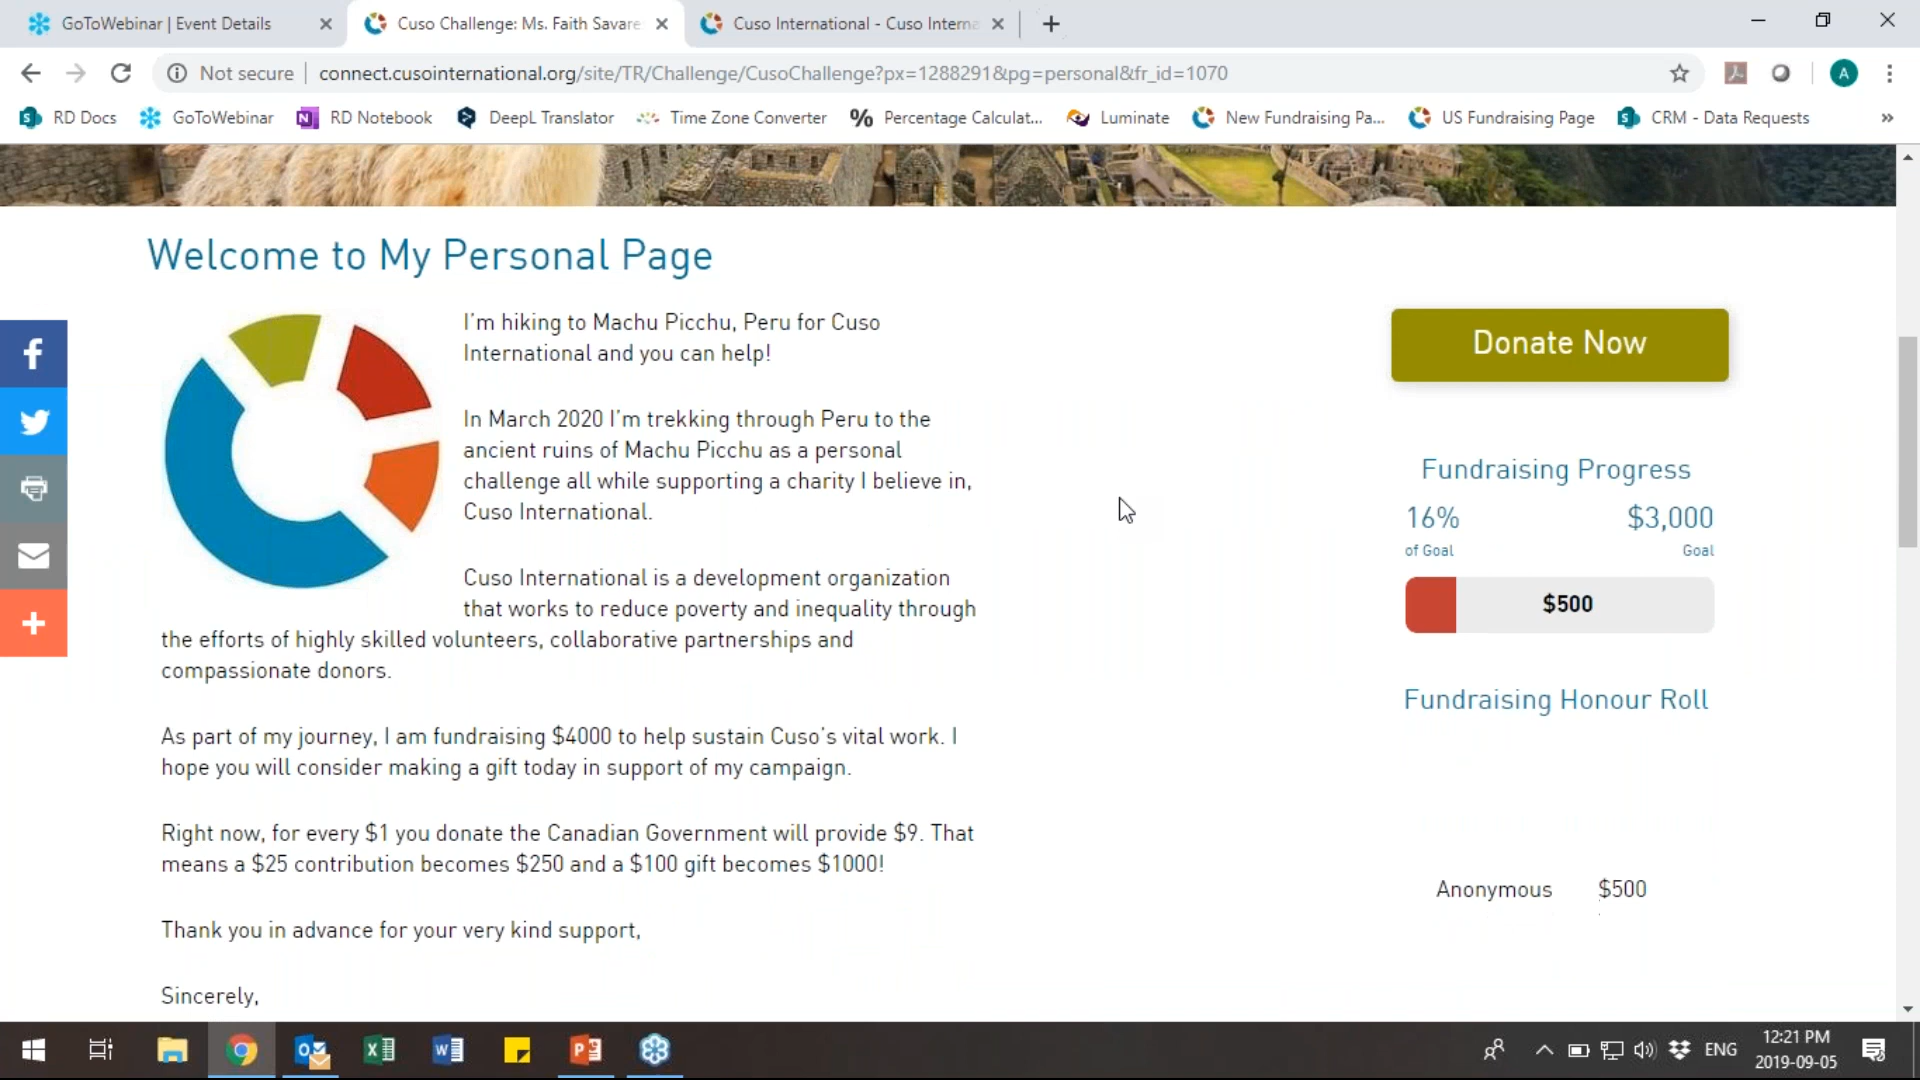 GoToWebinar | Event Details
Cuso Challenge: Ms. Faith Savare
Cuso International - Cuso Interna
Not secure
connect.cusointernational.org/site/TR/Challenge/CusoChallenge?px=1288291&pg=personal&fr_id=1070
A
RD Docs
GoToWebinar
RD Notebook
DeepL Translator
Time Zone Converter
% Percentage Calculat...
Luminate
New Fundraising Pa...
US Fundraising Page
CRM - Data Requests
»
Welcome to My Personal Page
I'm hiking to Machu Picchu, Peru for Cuso
International and you can help!
In March 2020 I'm trekking through Peru to the
ancient ruins of Machu Picchu as a personal
challenge all while supporting a charity I believe in,
Cuso International.
Cuso International is a development organization
that works to reduce poverty and inequality through
the efforts of highly skilled volunteers, collaborative partnerships and
compassionate donors.
As part of my journey, I am fundraising $4000 to help sustain Cuso's vital work. I
hope you will consider making a gift today in support of my campaign.
Right now, for every $1 you donate the Canadian Government will provide $9. That
means a $25 contribution becomes $250 and a $100 gift becomes $1000!
Thank you in advance for your very kind support,
Sincerely,
Donate Now
Fundraising Progress
16% $3,000
of Goal Goal
$500
Fundraising Honour Roll
Anonymous $500
ENG
12:21 PM
2019-09-05